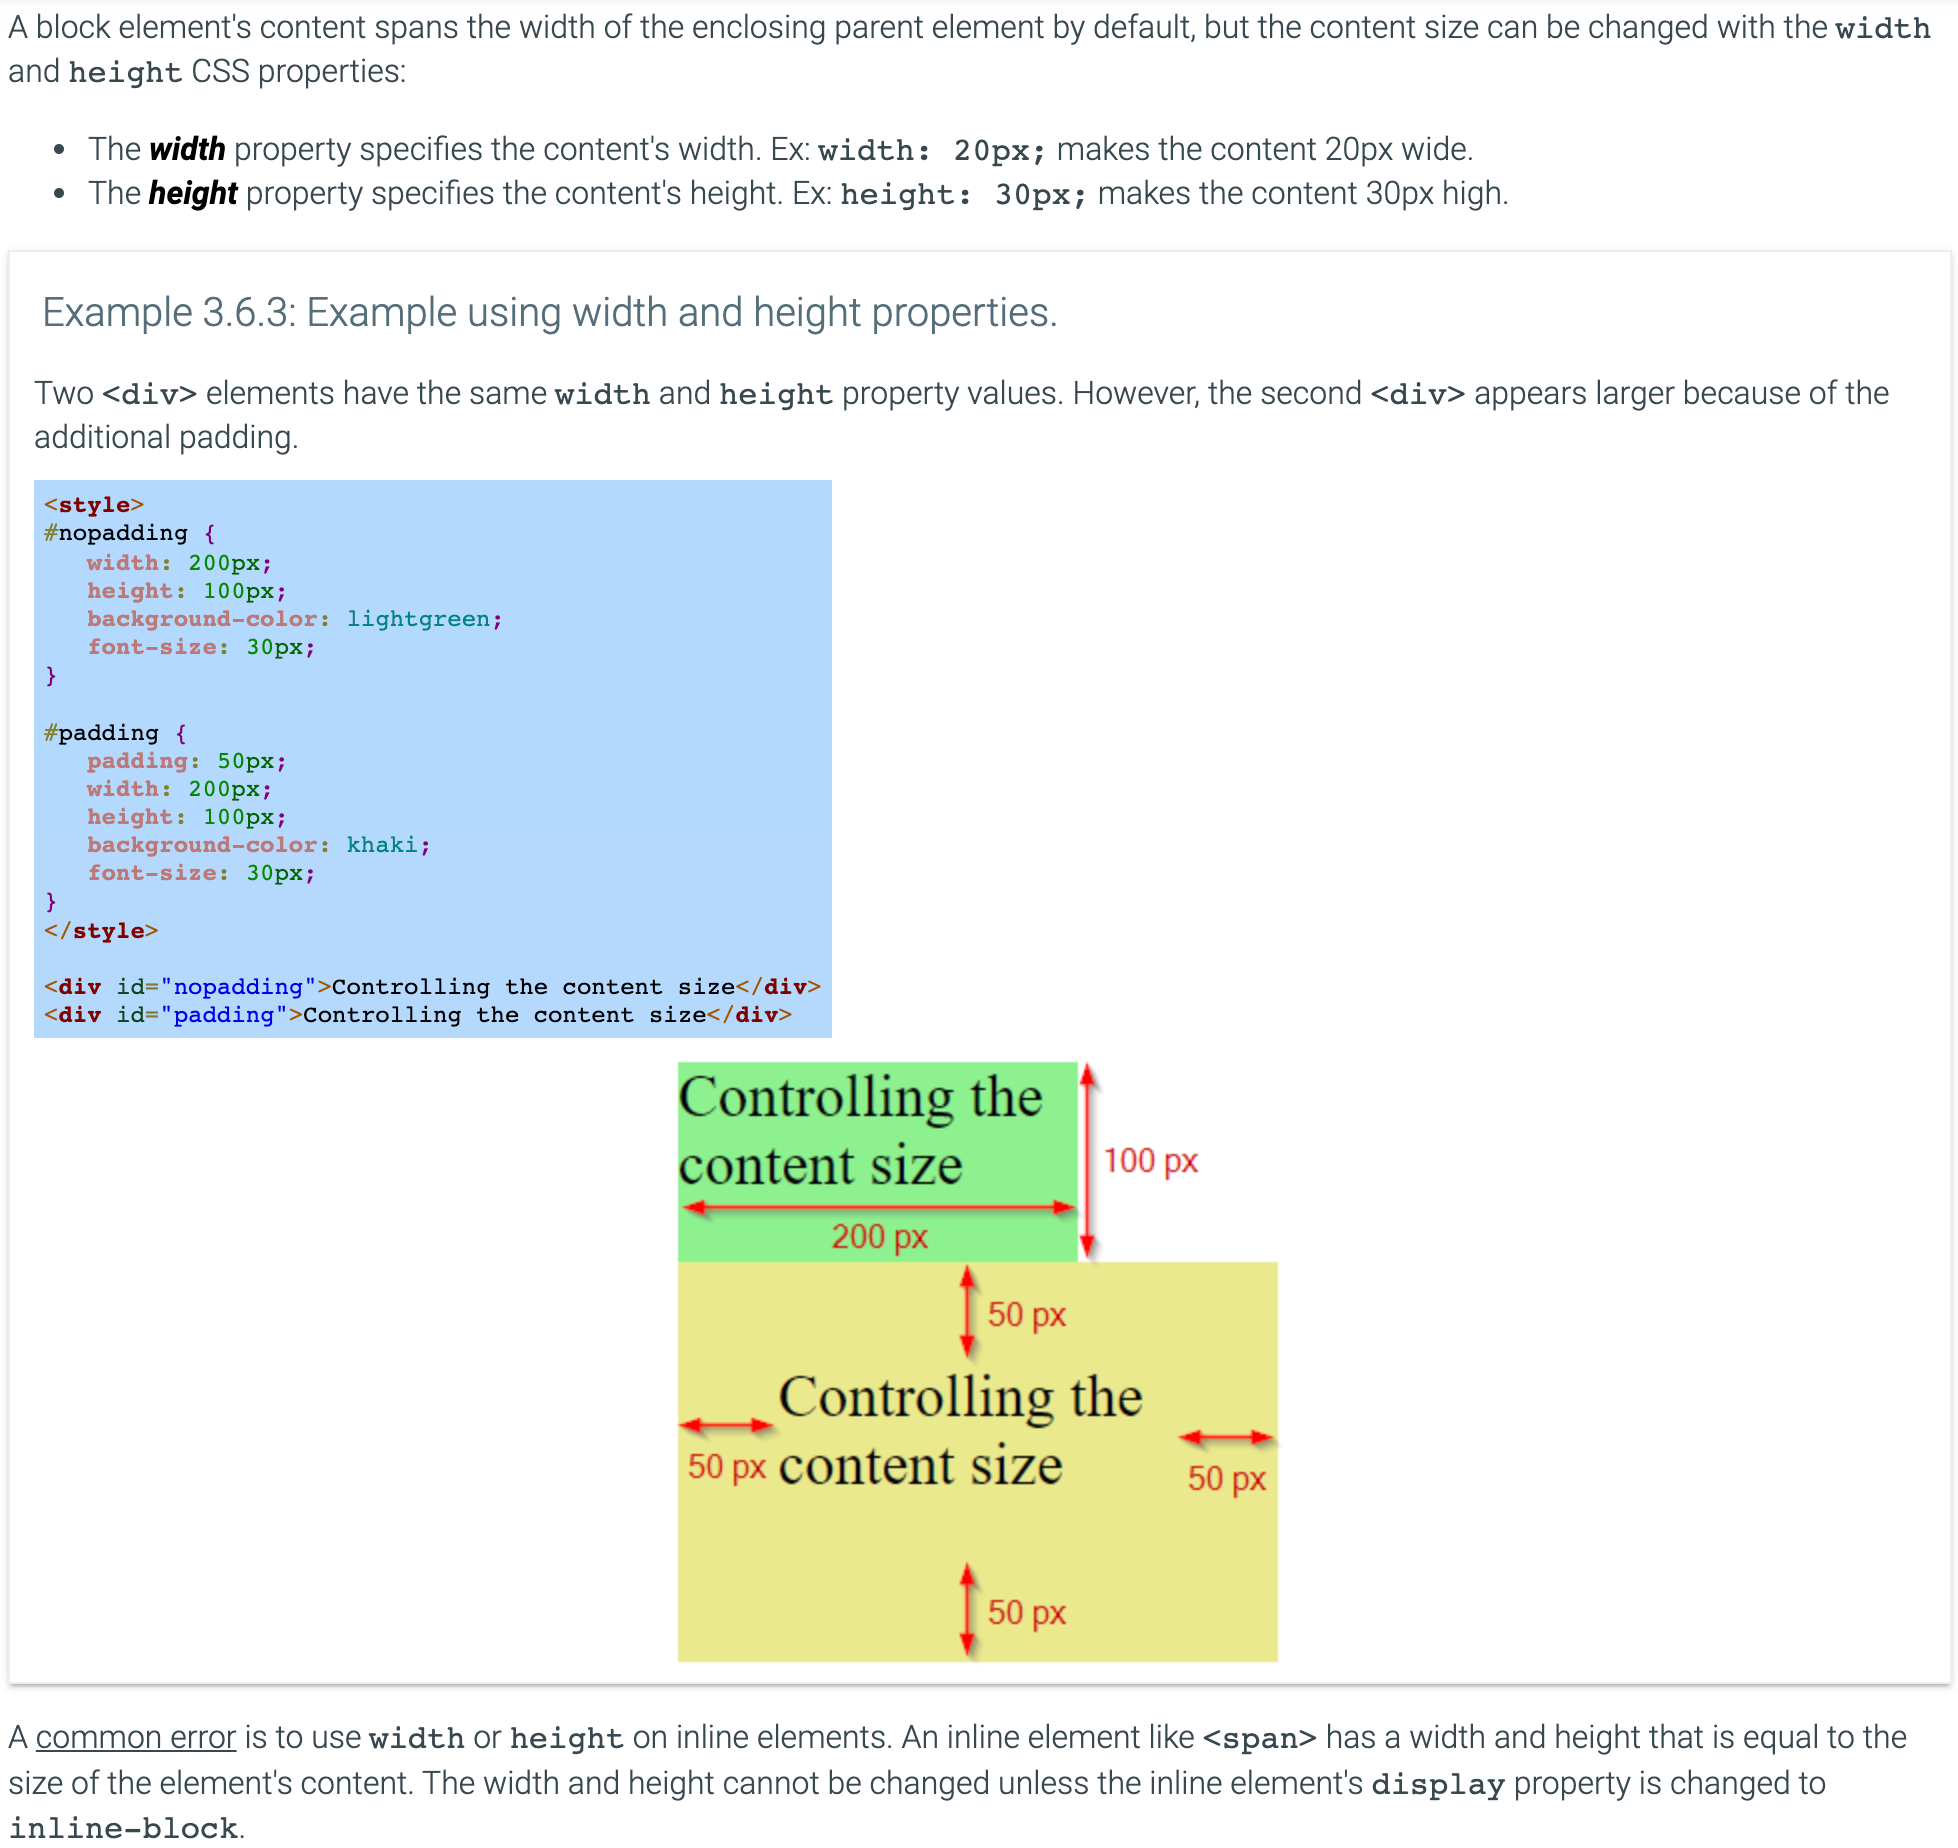 A block element's content spans the width of the enclosing parent element by default, but the content size can be changed with the width
and height CSS properties:
• The width property specifies the content's width. Ex: width: 20px; makes the content 20px wide.
• The height property specifies the content's height. Ex: height: 30px; makes the content 30px high.
Example 3.6.3: Example using width and height properties.
Two <div> elements have the same width and height property values. However, the second <div> appears larger because of the
additional padding.
<style>
#nopadding {
   width: 200px;
   height: 100px;
   background-color: lightgreen;
   font-size: 30px;
}
#padding {
   padding: 50px;
   width: 200px;
   height: 100px;
   background-color: khaki;
   font-size: 30px;
}
</style>
<div id="nopadding">Controlling the content size</div>
<div id="padding">Controlling the content size</div>
Controlling the
content size
100 px
200 px
50 px
Controlling the
50 px content size
50 px
50 px
A common error is to use width or height on inline elements. An inline element like <span> has a width and height that is equal to the
size of the element's content. The width and height cannot be changed unless the inline element's display property is changed to
inline-block.